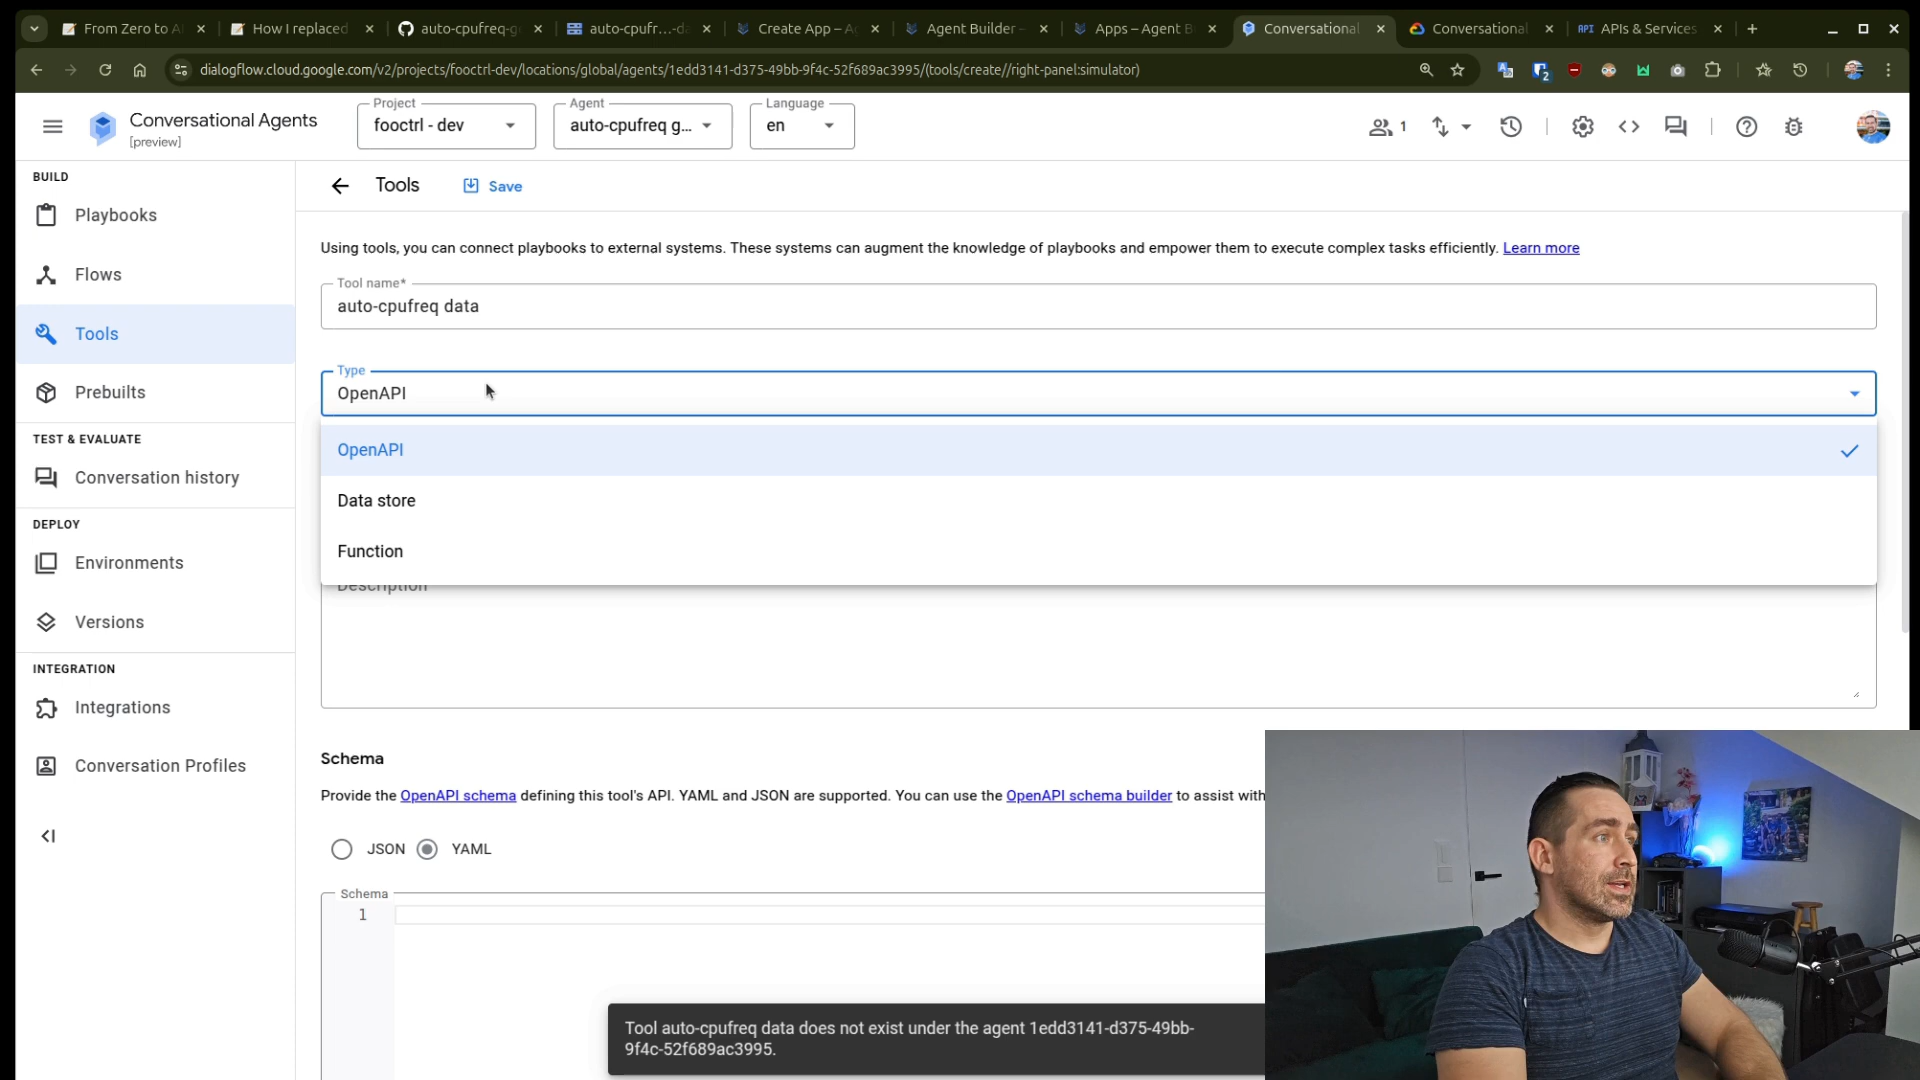 From Zero to A
How I replaced
auto-cpufreq-g
auto-cpufr...-da
Create App – A
Agent Builder –
Apps – Agent B
Conversational
Conversational
API APIs & Services
dialogflow.cloud.google.com/v2/projects/fooctrl-dev/locations/global/agents/1edd3141-d375-49bb-9f4c-52f689ac3995/(tools/create//right-panel:simulator)
2
Conversational Agents
[preview]
Project
fooctrl - dev
Agent
auto-cpufreq g...
Language
en
1
BUILD
Playbooks
Flows
Tools
Prebuilts
TEST & EVALUATE
Conversation history
DEPLOY
Environments
Versions
INTEGRATION
Integrations
Conversation Profiles
Tools
Save
Using tools, you can connect playbooks to external systems. These systems can augment the knowledge of playbooks and empower them to execute complex tasks efficiently. Learn more
Tool name*
auto-cpufreq data
Type
OpenAPI
OpenAPI
Data store
Function
Description
Schema
Provide the OpenAPI schema defining this tool's API. YAML and JSON are supported. You can use the OpenAPI schema builder to assist with
JSON
YAML
Schema
1
Tool auto-cpufreq data does not exist under the agent 1edd3141-d375-49bb-
9f4c-52f689ac3995.